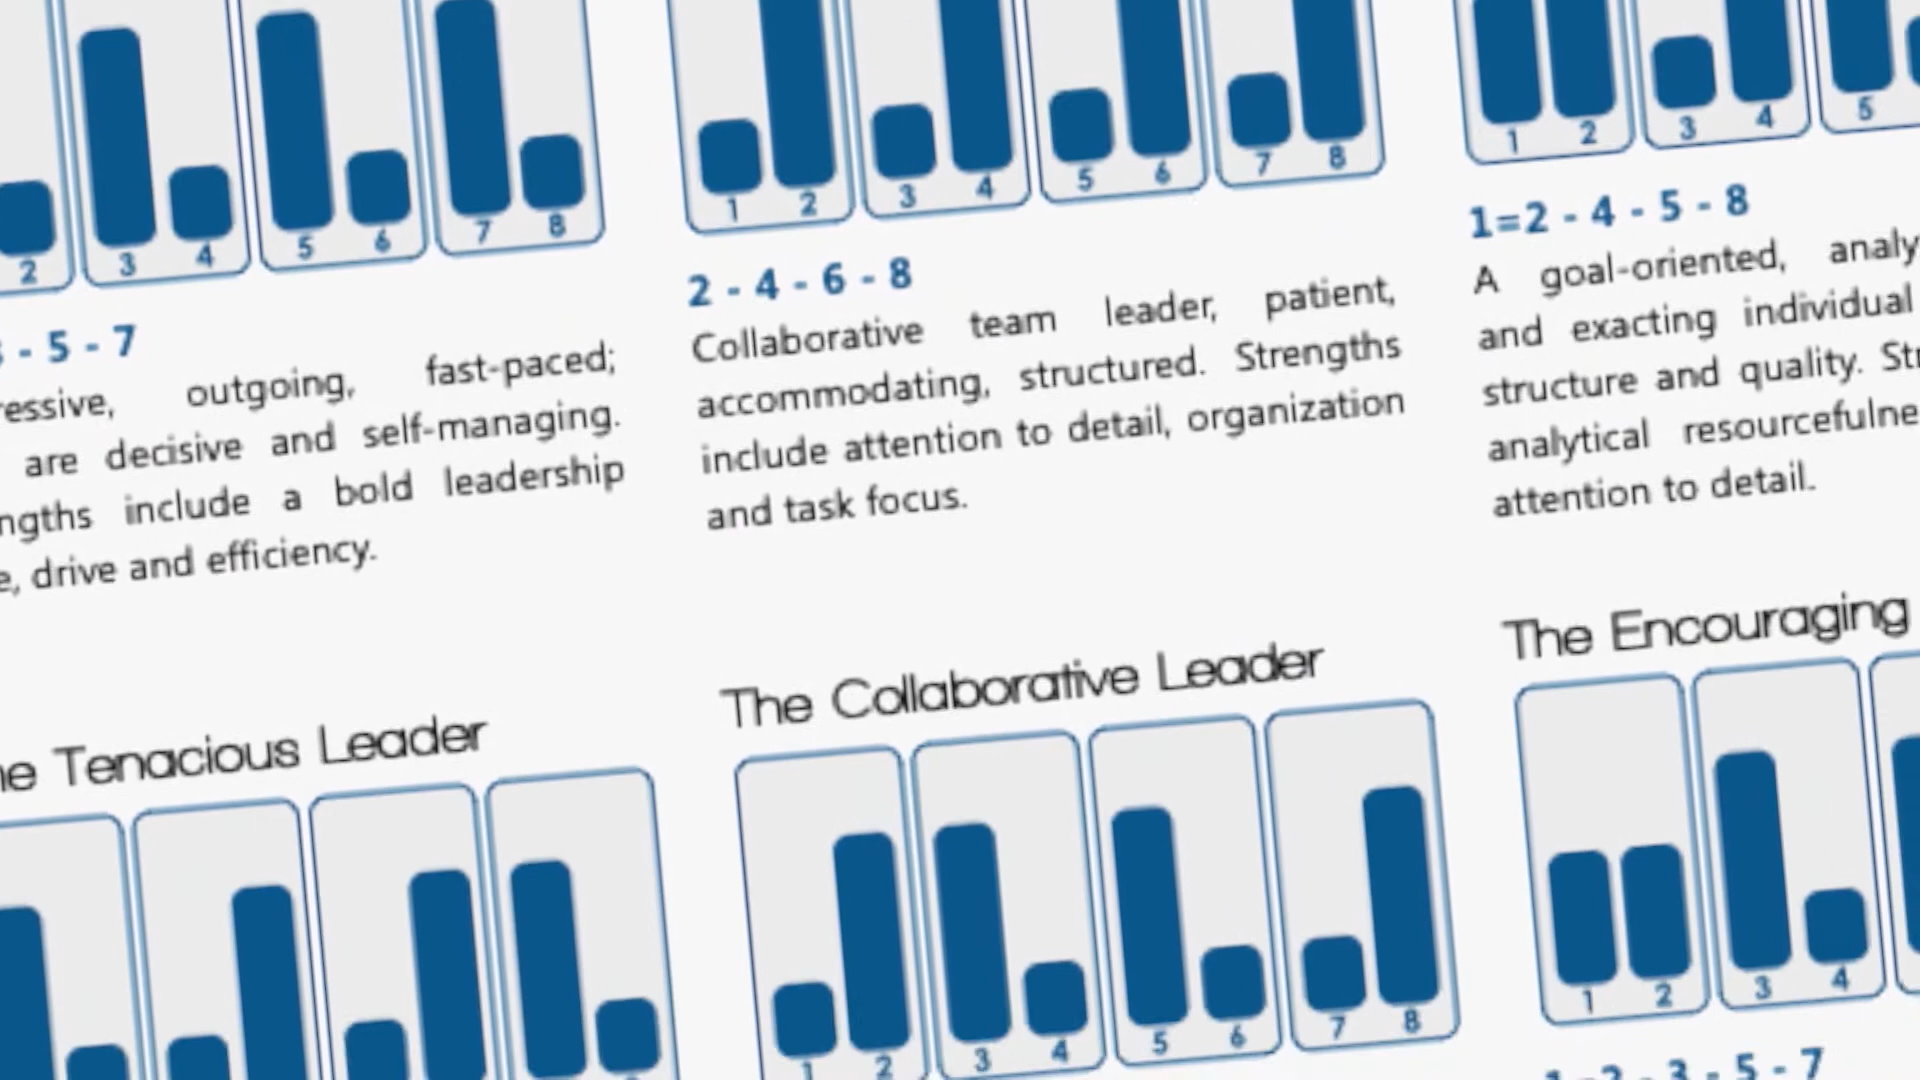 2 3 4 5 6 7 8
- 5 - 7
outgoing, fast-paced;
are decisive and self-managing.
include a bold leadership
drive and efficiency.
1 2 3 4 5 6 7 8
2 - 4 - 6 - 8
Collaborative team leader, patient,
accommodating, structured. Strengths
include attention to detail, organization
and task focus.
1 2 3 4 5
1=2 - 4 - 5 - 8
A goal-oriented,
and exacting individual
structure and quality.
analytical
attention to detail.
Tenacious Leader
The Collaborative Leader
1 2 3 4 5 6 7 8
The Encouraging
1 2 3 4
3 - 5 - 7